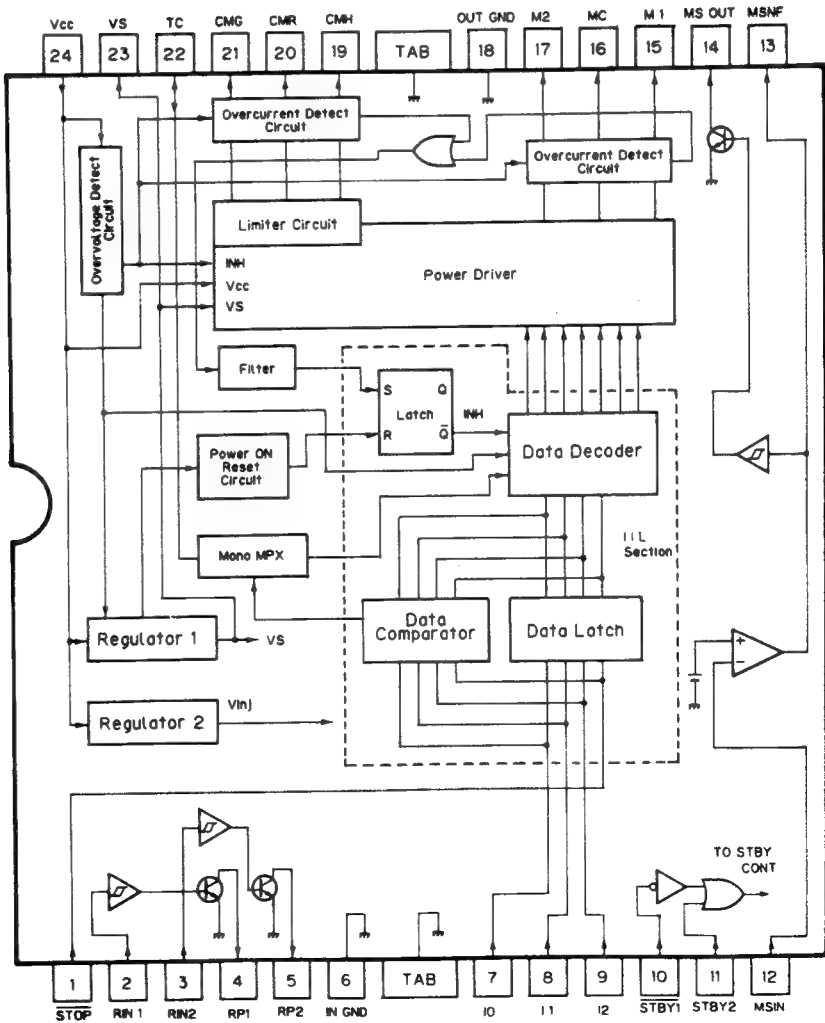 Vcc VS TC CMG CMR CMH OUT GND M2 MC M1 MS OUT MSNF
24 23 22 21 20 19 TAB 18 17 16 15 14 13
Overcurrent Detect
Circuit
Overcurrent Detect
Circuit
Overvoltage Detect
Circuit
Limiter Circuit
INH
Vcc
VS
Power Driver
Filter
S Q
Latch
R Q̅
INH
Power ON
Reset
Circuit
Data Decoder
Mono MPX
IIL
Section
Data
Comparator
Data Latch
Regulator 1
VS
+
−
Regulator 2
VInj
TO STBY
CONT
1 2 3 4 5 6 TAB 7 8 9 10 11 12
S̅T̅O̅P̅ RIN 1 RIN2 RP1 RP2 IN GND I0 I1 I2 S̅T̅B̅Y̅1̅ STBY2 MSIN